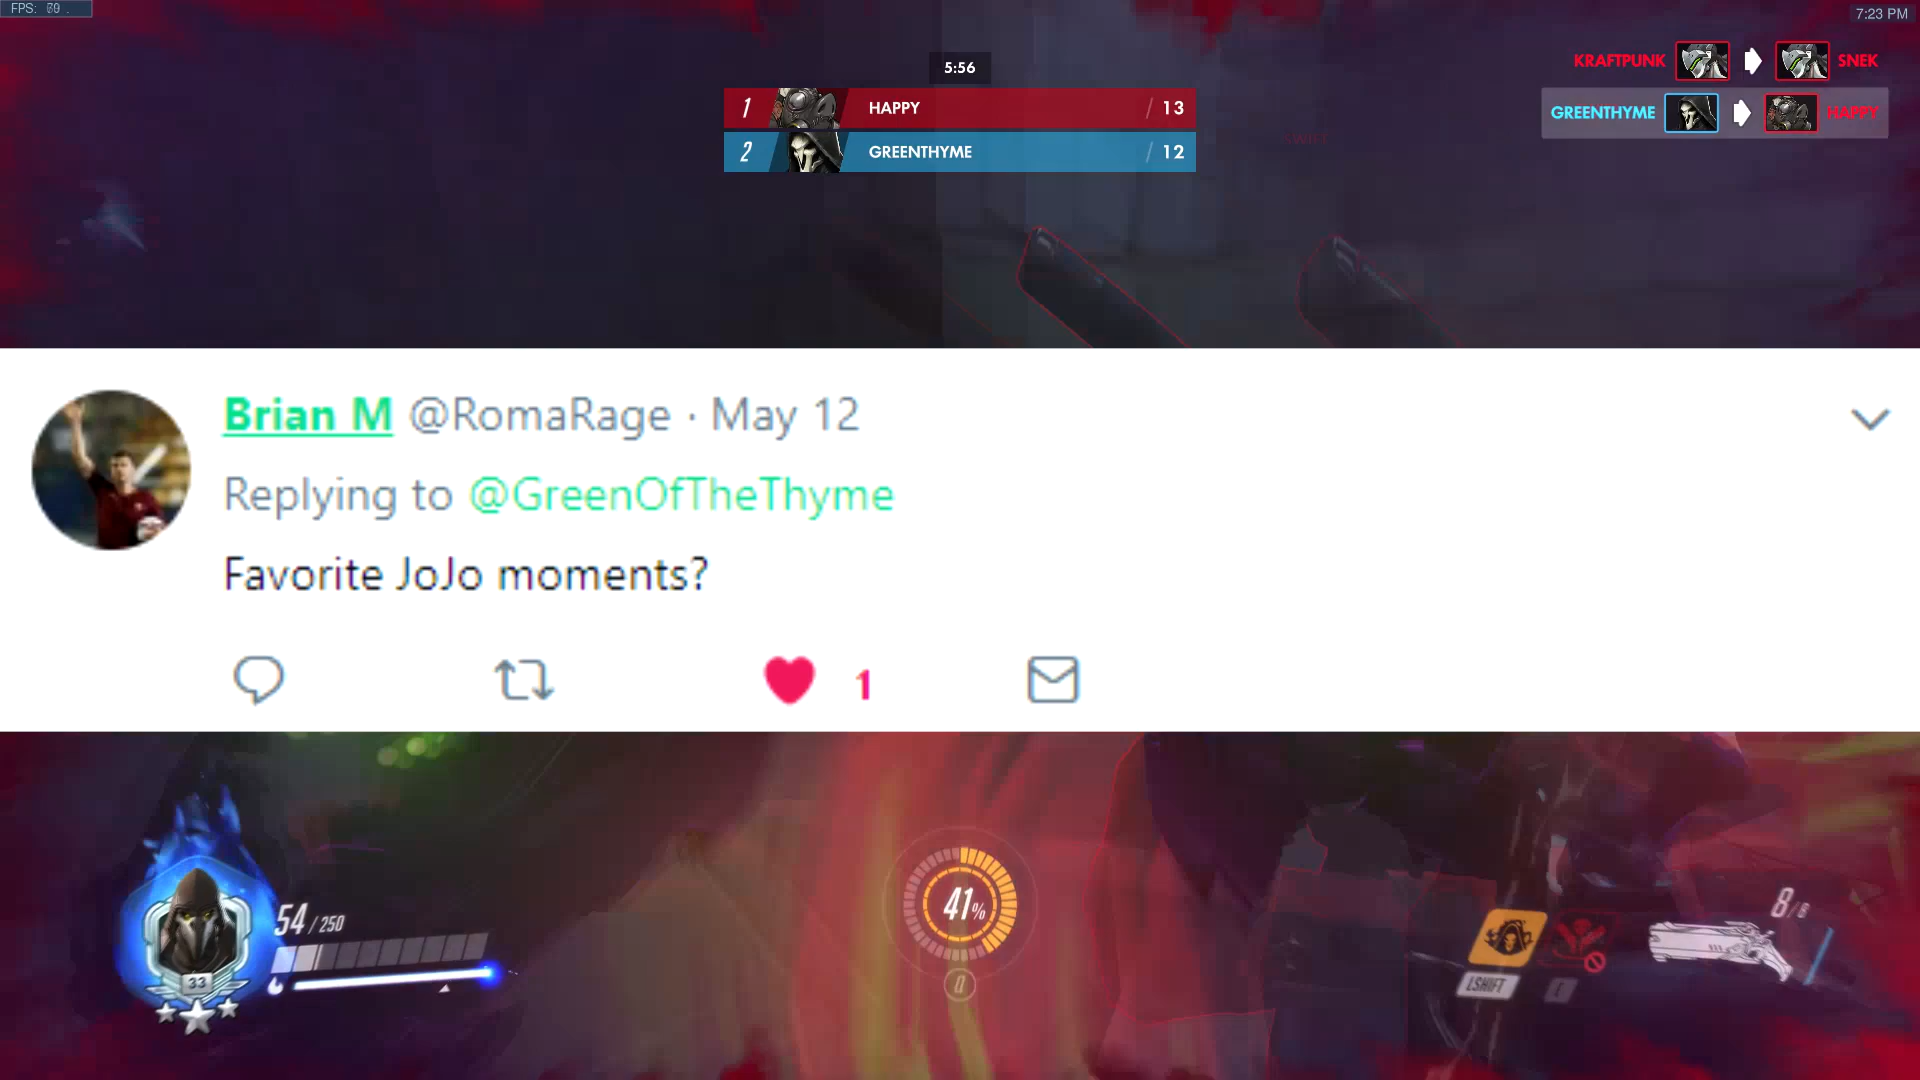 FPS:
7:23 PM
5:56
KRAFTPUNK SNEK
1 HAPPY / 13
GREENTHYME HAPPY
2 GREENTHYME / 12
Brian M @RomaRage · May 12
Replying to @GreenOfTheThyme
Favorite JoJo moments?
1
54/250
41%
Q
33
8/8
LSHIFT